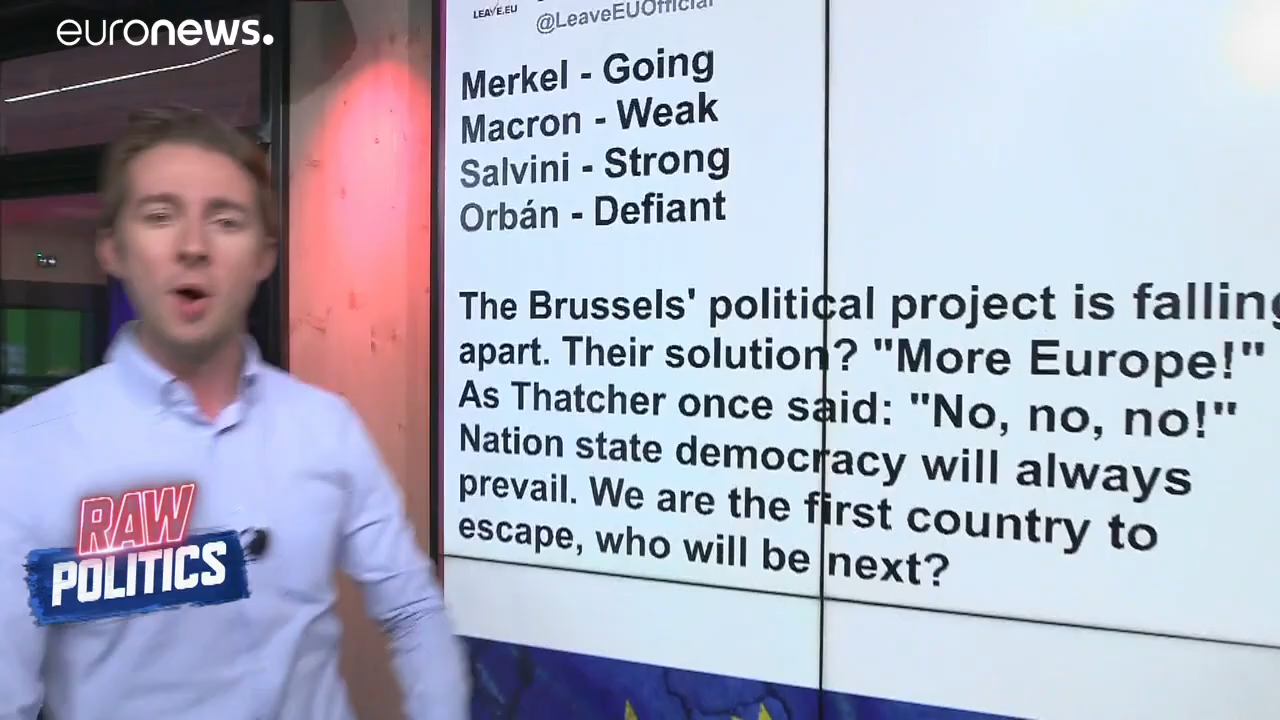 euronews.
LEAVE.EU
@LeaveEUOfficial
Merkel - Going
Macron - Weak
Salvini - Strong
Orbán - Defiant
The Brussels' political project is falling
apart. Their solution? "More Europe!"
As Thatcher once said: "No, no, no!"
Nation state democracy will always
prevail. We are the first country to
escape, who will be next?
RAW
POLITICS